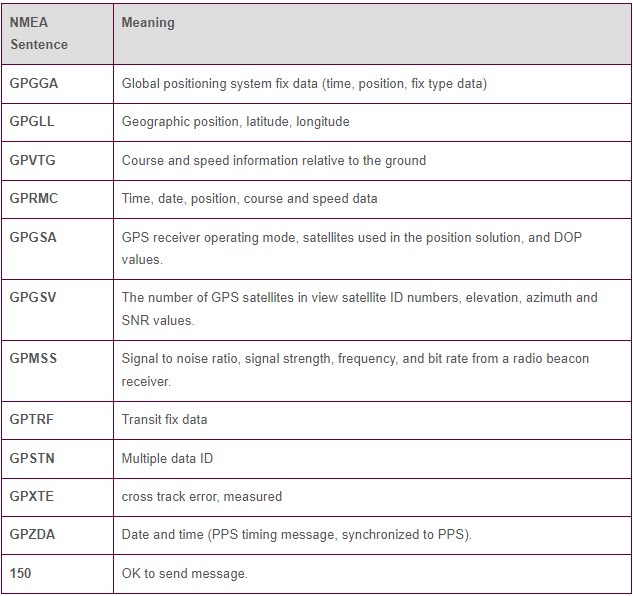 NMEA Sentence Meaning
GPGGA Global positioning system fix data (time, position, fix type data)
GPGLL Geographic position, latitude, longitude
GPVTG Course and speed information relative to the ground
GPRMC Time, date, position, course and speed data
GPGSA GPS receiver operating mode, satellites used in the position solution, and DOP
values.
GPGSV The number of GPS satellites in view satellite ID numbers, elevation, azimuth and
SNR values.
GPMSS Signal to noise ratio, signal strength, frequency, and bit rate from a radio beacon
receiver.
GPTRF Transit fix data
GPSTN Multiple data ID
GPXTE cross track error, measured
GPZDA Date and time (PPS timing message, synchronized to PPS).
150 OK to send message.